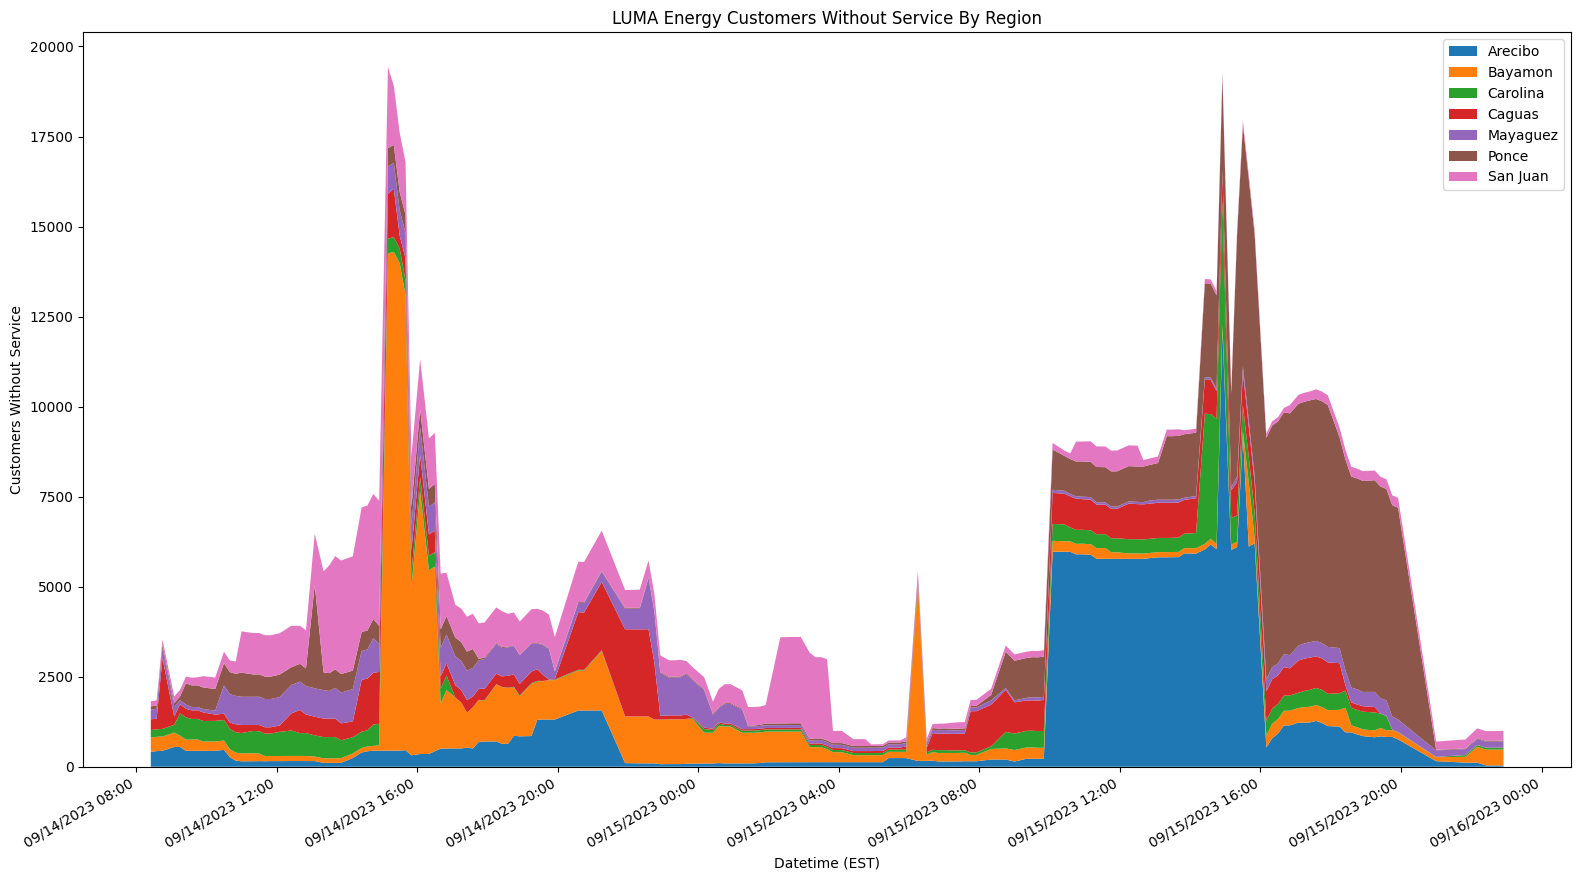 LUMA Energy Customers Without Service By Region
20000
17500
15000
12500
10000
7500
5000
2500
0
Customers Without Service
Arecibo
Bayamon
Carolina
Caguas
Mayaguez
Ponce
San Juan
09/14/2023 08:00
09/14/2023 12:00
09/14/2023 16:00
09/14/2023 20:00
09/15/2023 00:00
09/15/2023 04:00
09/15/2023 08:00
09/15/2023 12:00
09/15/2023 16:00
09/15/2023 20:00
09/16/2023 00:00
Datetime (EST)